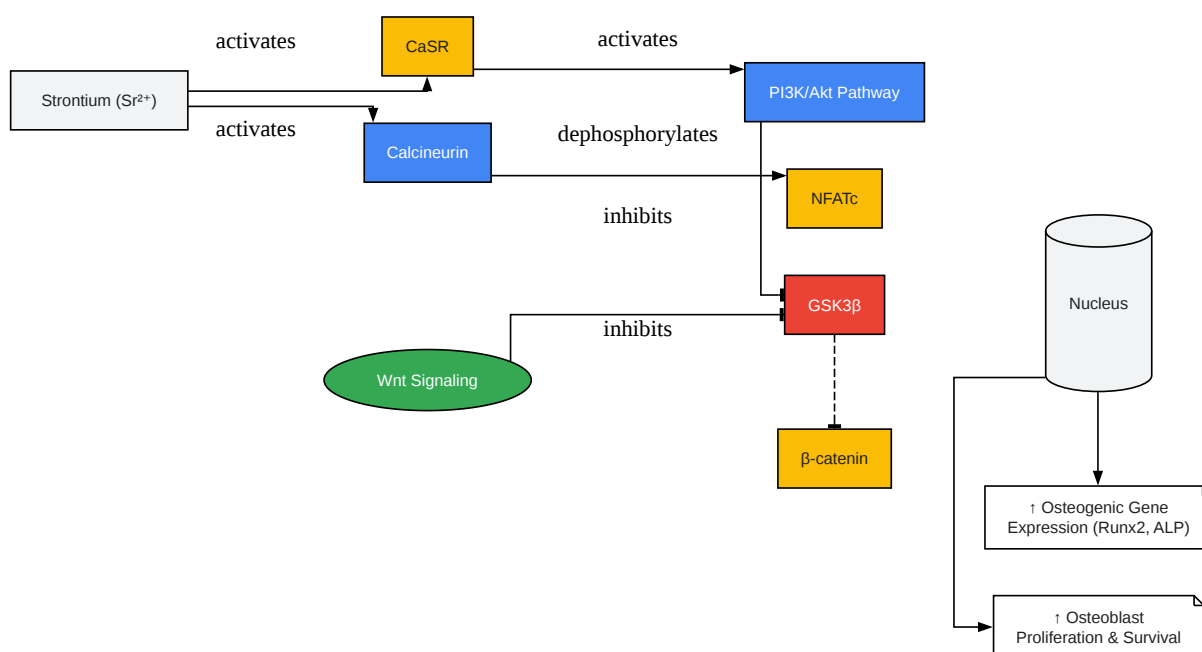 activates
CaSR
activates
Strontium (Sr²⁺)
PI3K/Akt Pathway
activates
Calcineurin
dephosphorylates
NFATc
inhibits
GSK3β
Nucleus
inhibits
Wnt Signaling
β-catenin
↑ Osteogenic Gene
Expression (Runx2, ALP)
↑ Osteoblast
Proliferation & Survival